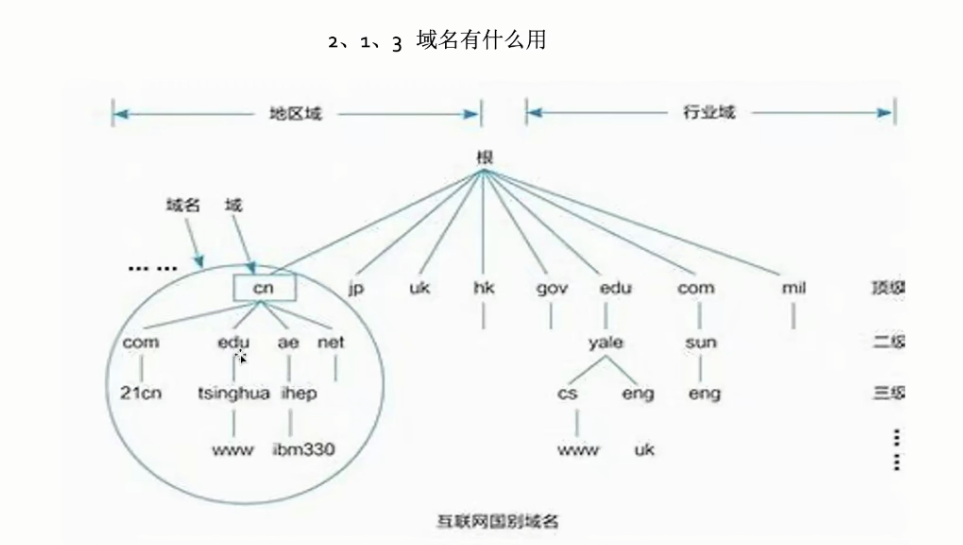 2、1、3 域名有什么用
地区域 行业域
根
域名 域
... ...
cn jp uk hk gov edu com mil 顶级
com edu ae net yale sun 二级
21cn tsinghua ihep cs eng eng 三级
www ibm330 www uk
互联网国别域名